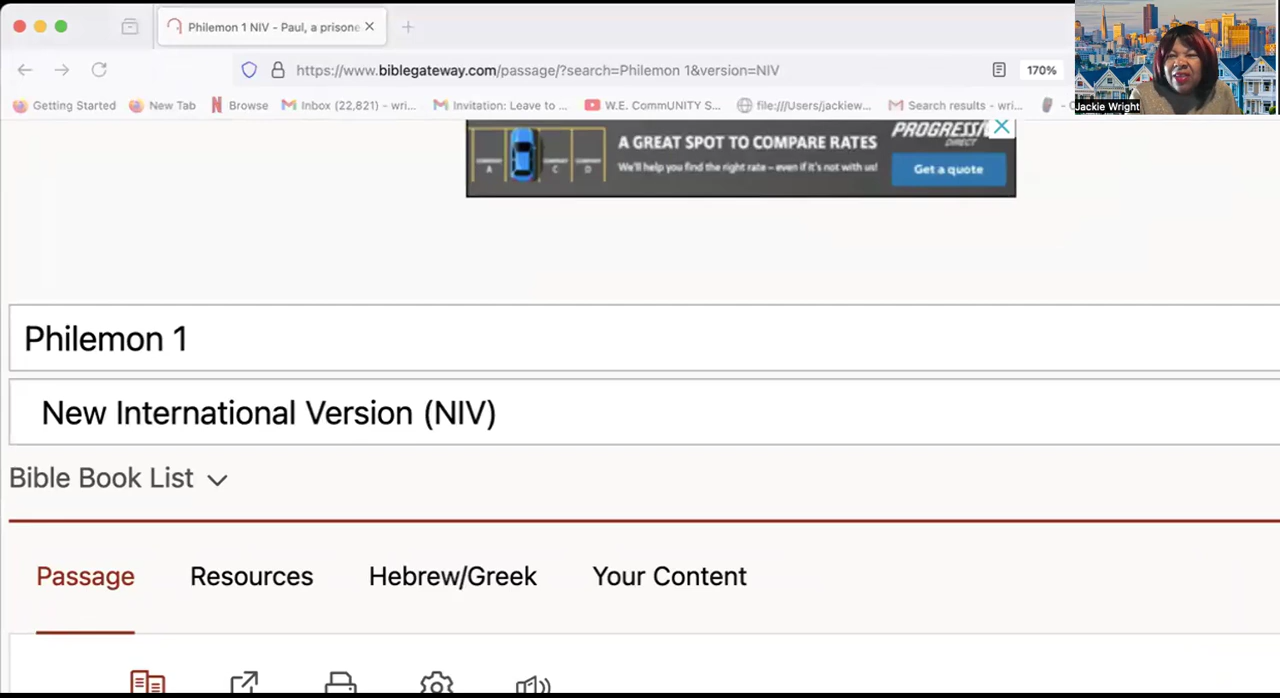 Philemon 1 NIV - Paul, a prisone
https://www.biblegateway.com/passage/?search=Philemon 1&version=NIV
170%
Jackie Wright
Getting Started
New Tab
Browse
Inbox (22,821) - wri...
Invitation: Leave to ...
W.E. CommUNITY S...
file:///Users/jackiew...
Search results - wri...
A GREAT SPOT TO COMPARE RATES
We'll help you find the right rate – even if it's not with us!
PROGRESSI
DIRECT
Get a quote
A
C
D
Philemon 1
New International Version (NIV)
Bible Book List
Passage
Resources
Hebrew/Greek
Your Content